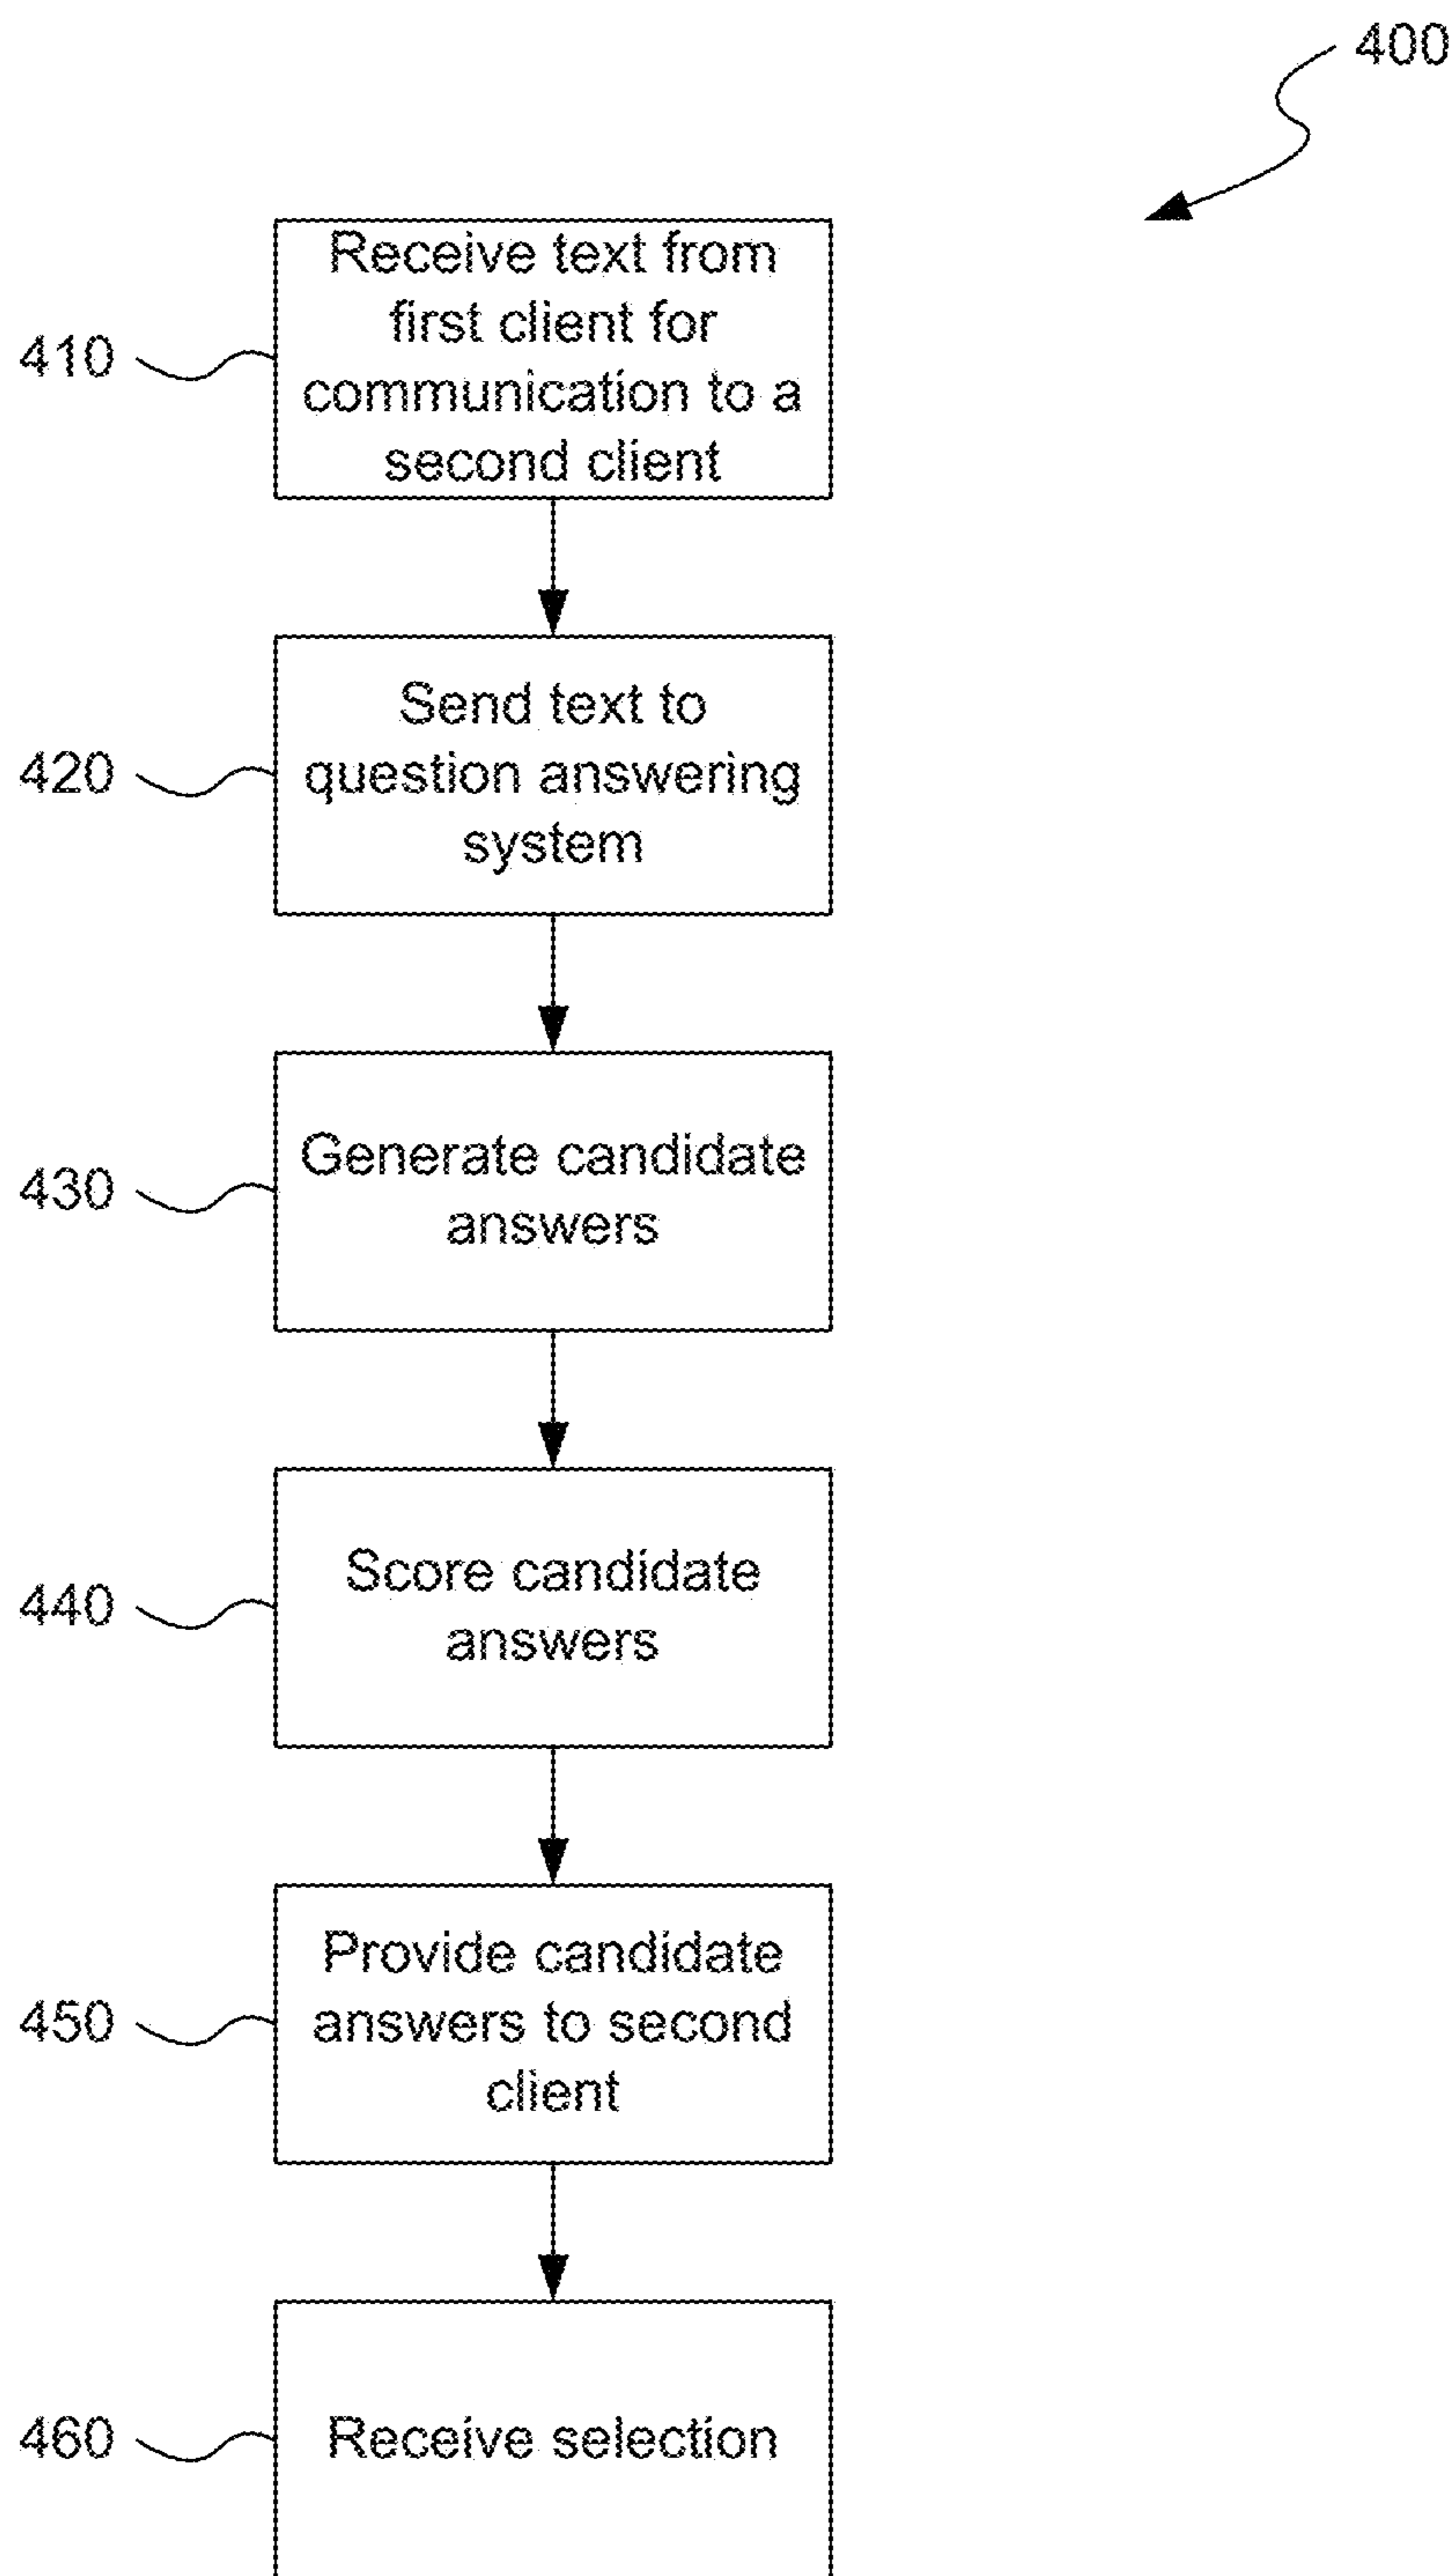 400
Receive text from
first client for
410
communication to a
second client
Send text to
420
question answering
system
Generate candidate
430
answers
Score candidate
440
answers
Provide candidate
450
answers to second
client
460
Receive selection